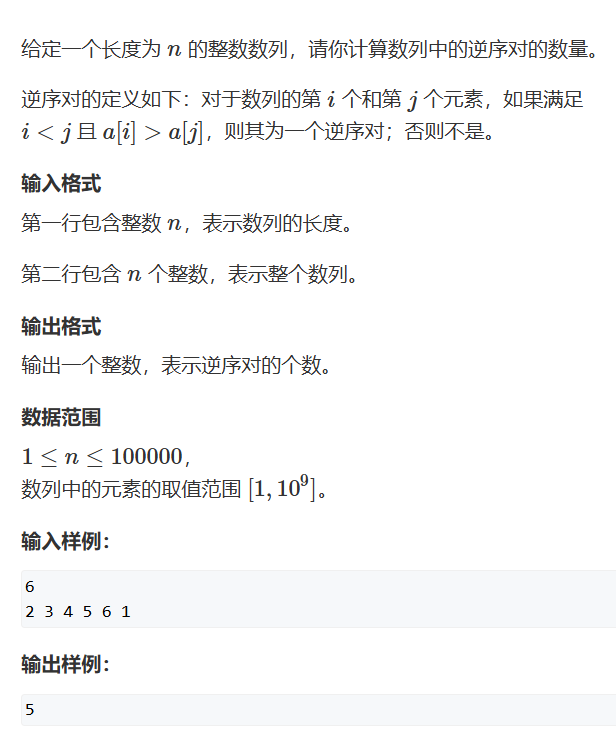 给定一个长度为 n 的整数数列，请你计算数列中的逆序对的数量。
逆序对的定义如下：对于数列的第 i 个和第 j 个元素，如果满足
i < j 且 a[i] > a[j]，则其为一个逆序对；否则不是。
输入格式
第一行包含整数 n，表示数列的长度。
第二行包含 n 个整数，表示整个数列。
输出格式
输出一个整数，表示逆序对的个数。
数据范围
1 ≤ n ≤ 100000，
数列中的元素的取值范围 [1, 10⁹]。
输入样例：
6
2 3 4 5 6 1
输出样例：
5